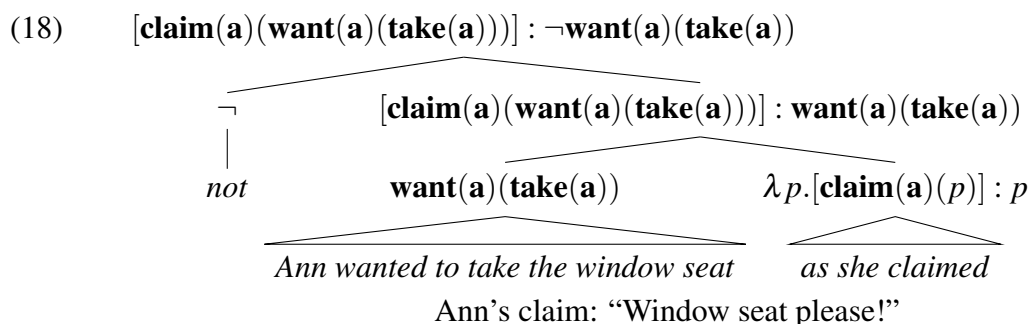 (18) [claim(a)(want(a)(take(a)))] : ¬want(a)(take(a))
¬ [claim(a)(want(a)(take(a)))] : want(a)(take(a))
not want(a)(take(a)) λp.[claim(a)(p)] : p
Ann wanted to take the window seat as she claimed
Ann's claim: “Window seat please!”